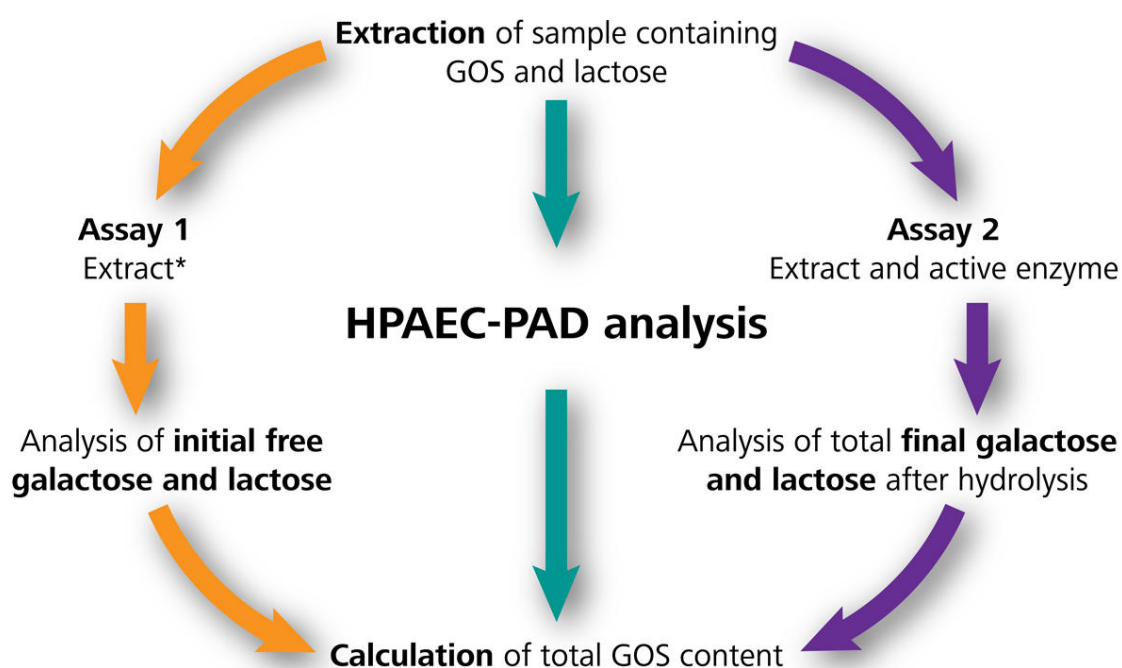 Extraction of sample containing
GOS and lactose
Assay 1
Extract*
Assay 2
Extract and active enzyme
HPAEC-PAD analysis
Analysis of initial free
galactose and lactose
Analysis of total final galactose
and lactose after hydrolysis
Calculation of total GOS content